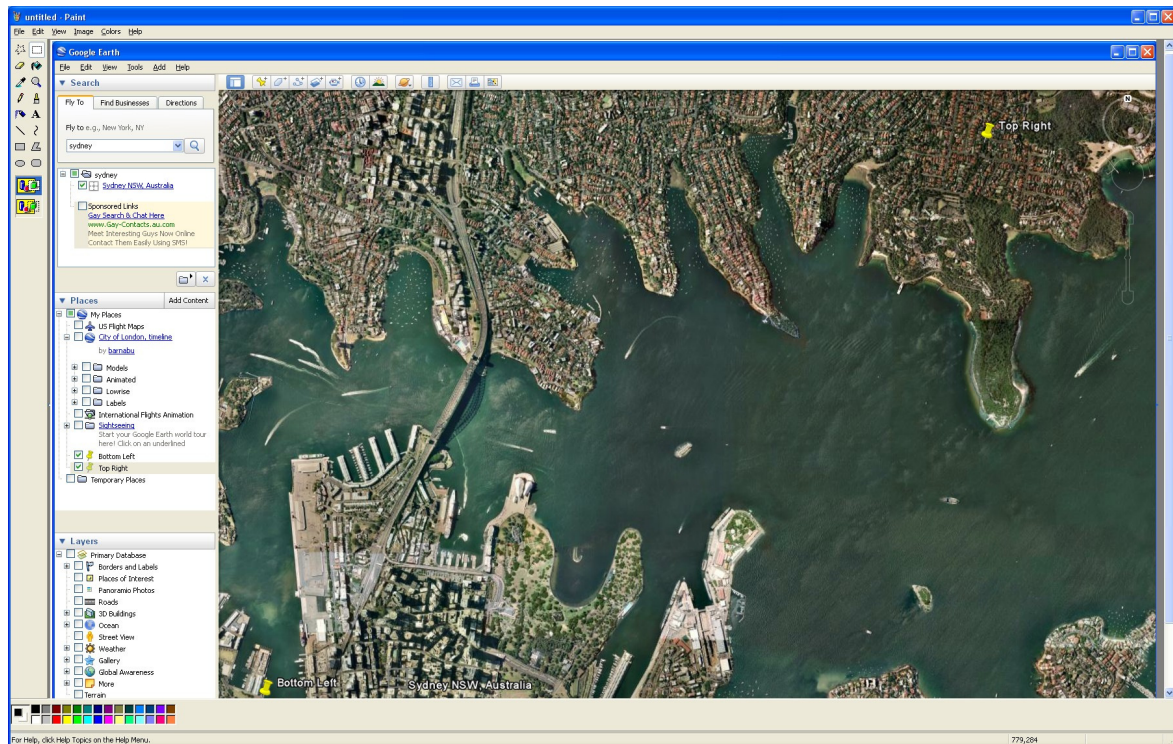 untitled - Paint
File Edit View Image Colors Help
Google Earth
File Edit View Tools Add Help
Search
Fly To Find Businesses Directions
Fly to e.g., New York, NY
sydney
sydney
Sydney NSW, Australia
Sponsored Links
Gay Search & Chat Here
www.Gay-Contacts.au.com
Meet Interesting Guys Now Online
Contact Them Easily Using SMS!
Places Add Content
My Places
US Flight Maps
City of London, timeline
by barnabu
Models
Animated
Lowrise
Labels
International Flights Animation
Sightseeing
Start your Google Earth world tour
here! Click on an underlined
Bottom Left
Top Right
Temporary Places
Layers
Primary Database
Borders and Labels
Places of Interest
Panoramio Photos
Roads
3D Buildings
Ocean
Street View
Weather
Gallery
Global Awareness
More
Terrain
N
Top Right
Bottom Left
Sydney NSW, Australia
For Help, click Help Topics on the Help Menu.
779,284